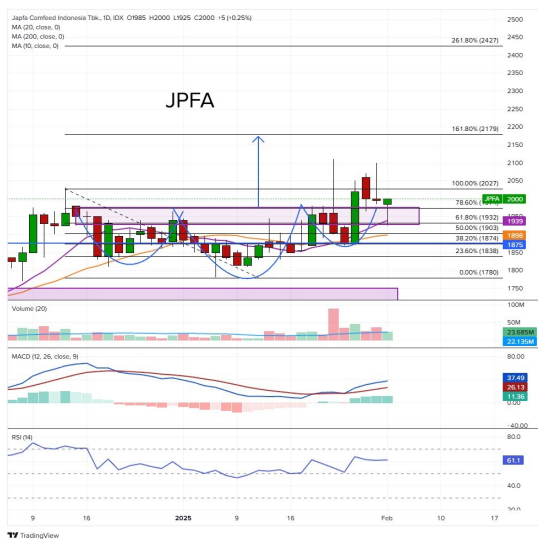 Japfa Comfeed Indonesia Tbk., 1D, IDX O1985 H2000 L1925 C2000 +5 (+0.25%)
MA (20, close, 0)
MA (200, close, 0)
MA (10, close, 0)
JPFA
2500
2450
261.80% (2427)
2400
2350
2300
2250
2200
161.80% (2179)
2150
2100
2050
100.00% (2027)
JPFA 2000
78.60%
61.80% (1932)
1939
50.00% (1903)
1898
38.20% (1874)
1875
23.60% (1838)
1850
1800
0.00% (1780)
1750
Volume (20)
100M
50M
23.685M
22.135M
MACD (12, 26, close, 9)
80.00
37.49
26.13
11.36
0.00
-40.00
RSI (14)
80.0
61.1
40.0
20.0
9 16 2025 9 16 Feb 10 17
TradingView